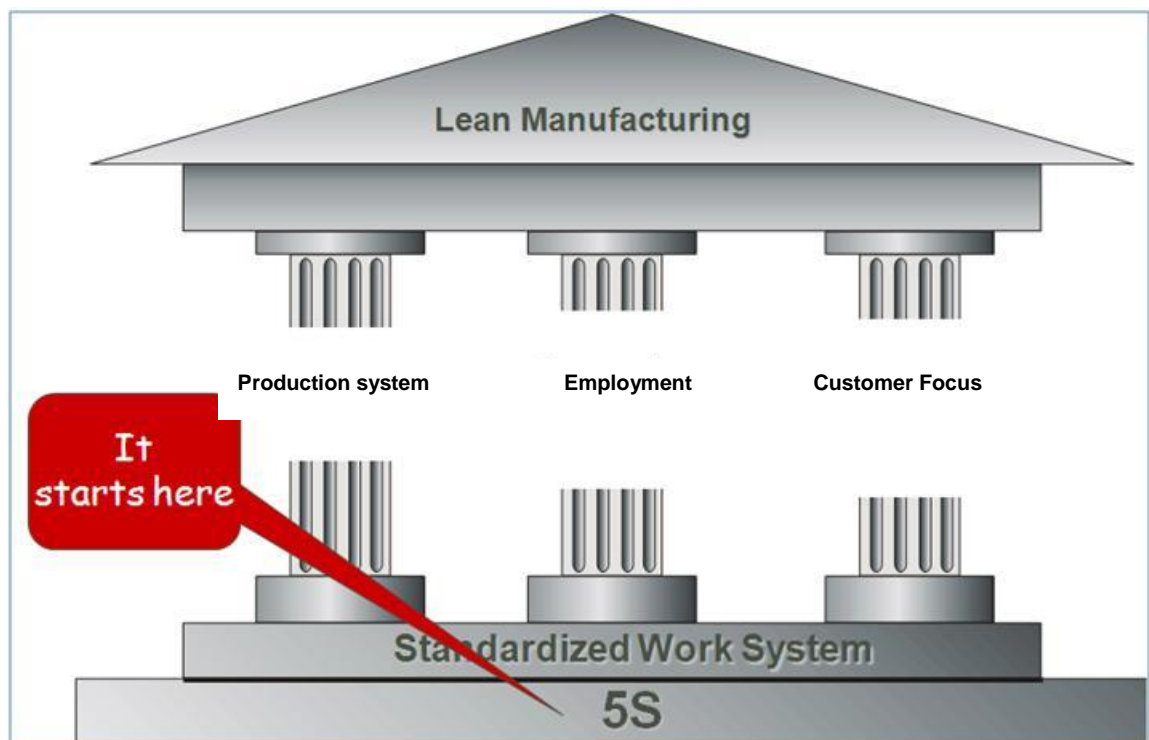 Lean Manufacturing
Production system Employment Customer Focus
It
starts here
Standardized Work System
5S